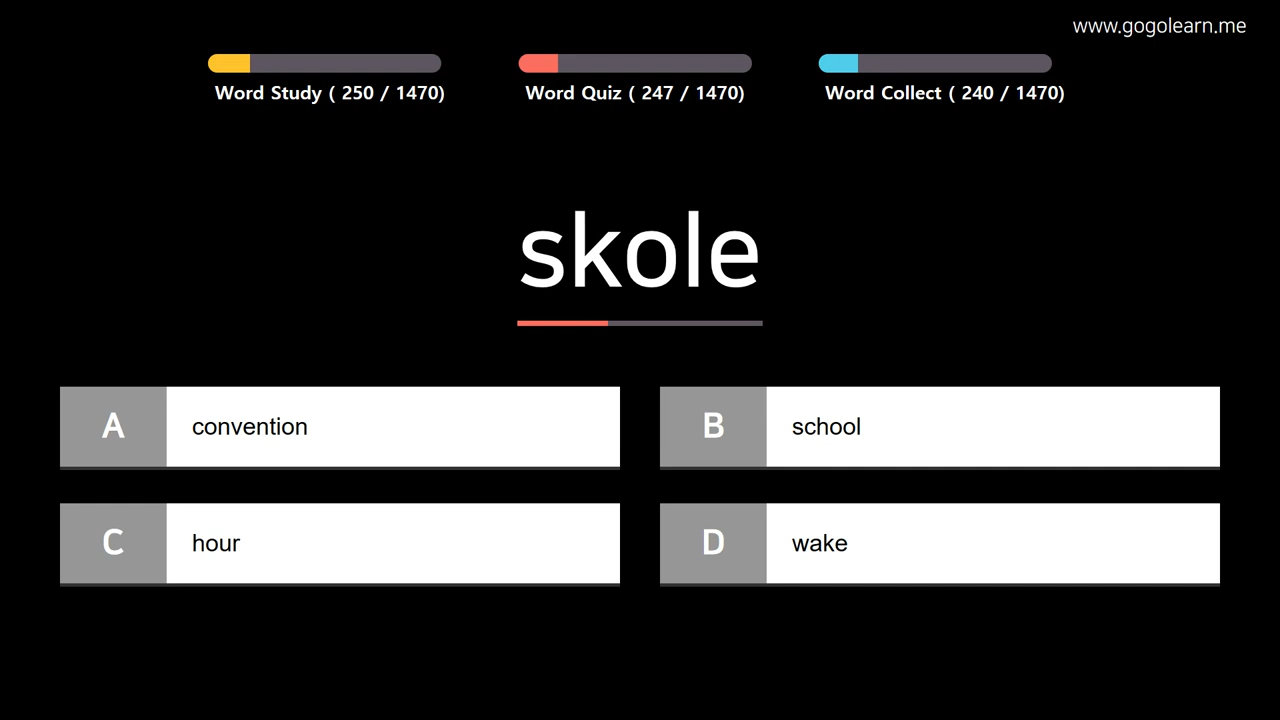 www.gogolearn.me
Word Study ( 250 / 1470)
Word Quiz ( 247 / 1470)
Word Collect ( 240 / 1470)
skole
A convention
B school
C hour
D wake